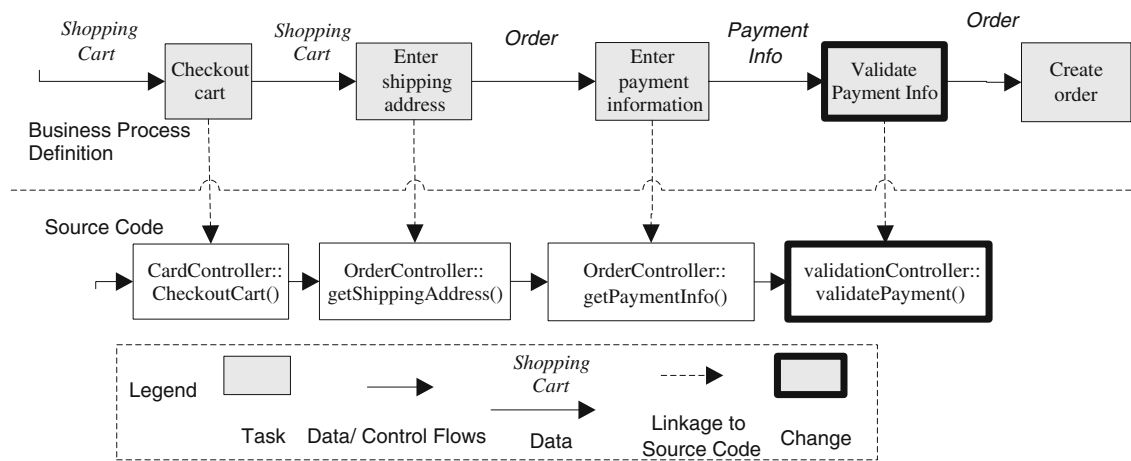 Shopping
Cart
Checkout
cart
Shopping
Cart
Enter
shipping
address
Order
Enter
payment
information
Payment
Info
Validate
Payment Info
Order
Create
order
Business Process
Definition
Source Code
CardController::
CheckoutCart()
OrderController::
getShippingAddress()
OrderController::
getPaymentInfo()
validationController::
validatePayment()
Legend
Task
Data/ Control Flows
Shopping
Cart
Data
Linkage to
Source Code
Change